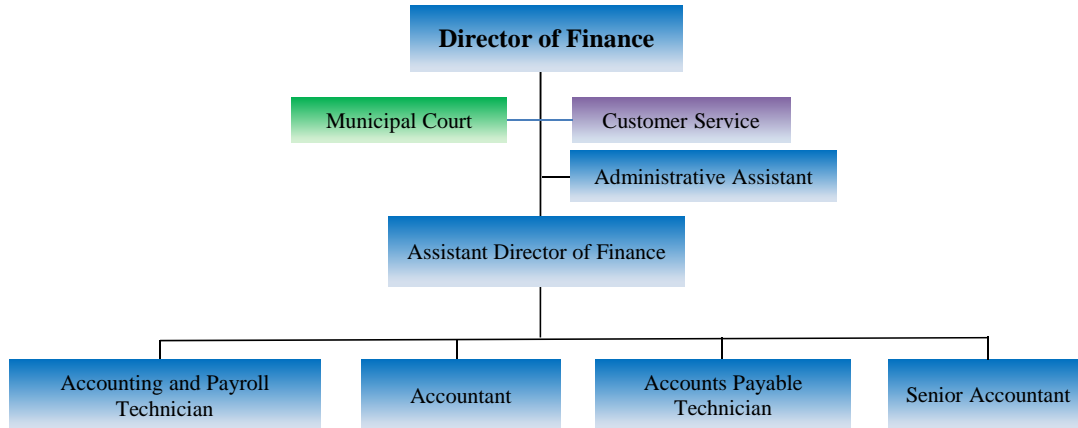 Director of Finance
Municipal Court
Customer Service
Administrative Assistant
Assistant Director of Finance
Accounting and Payroll
Technician
Accountant
Accounts Payable
Technician
Senior Accountant